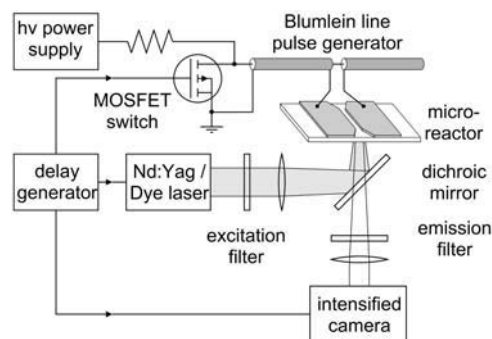 hv power
supply
Blumlein line
pulse generator
MOSFET
switch
micro-
reactor
delay
generator
Nd:Yag /
Dye laser
dichroic
mirror
excitation
filter
emission
filter
intensified
camera